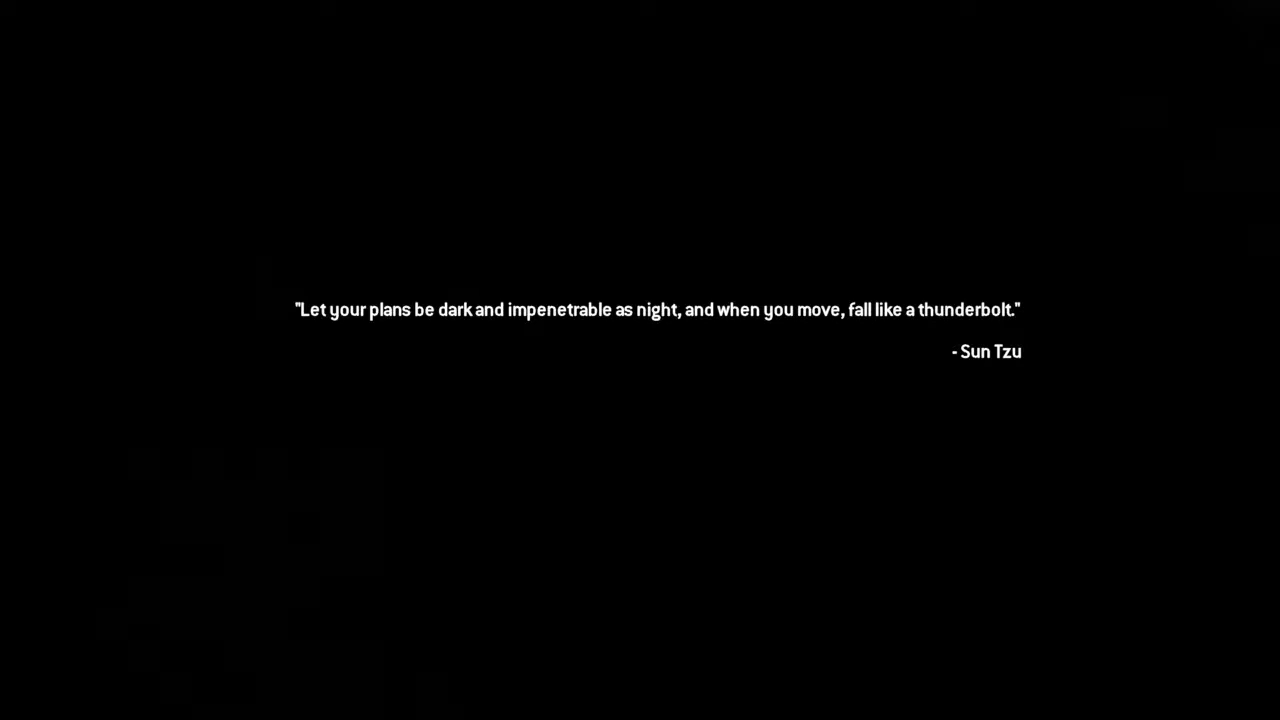 "Let your plans be dark and impenetrable as night, and when you move, fall like a thunderbolt."
- Sun Tzu